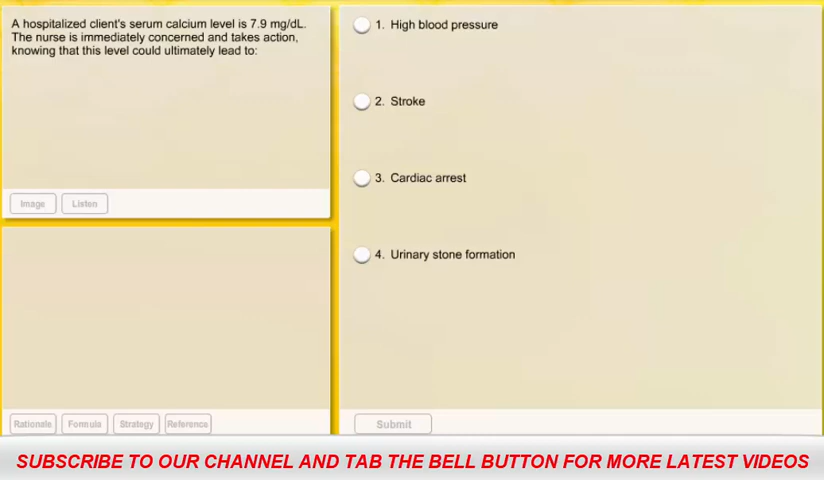 A hospitalized client's serum calcium level is 7.9 mg/dL.
The nurse is immediately concerned and takes action,
knowing that this level could ultimately lead to:
Image
Listen
1. High blood pressure
2. Stroke
3. Cardiac arrest
4. Urinary stone formation
Rationale
Formula
Strategy
Reference
Submit
SUBSCRIBE TO OUR CHANNEL AND TAB THE BELL BUTTON FOR MORE LATEST VIDEOS